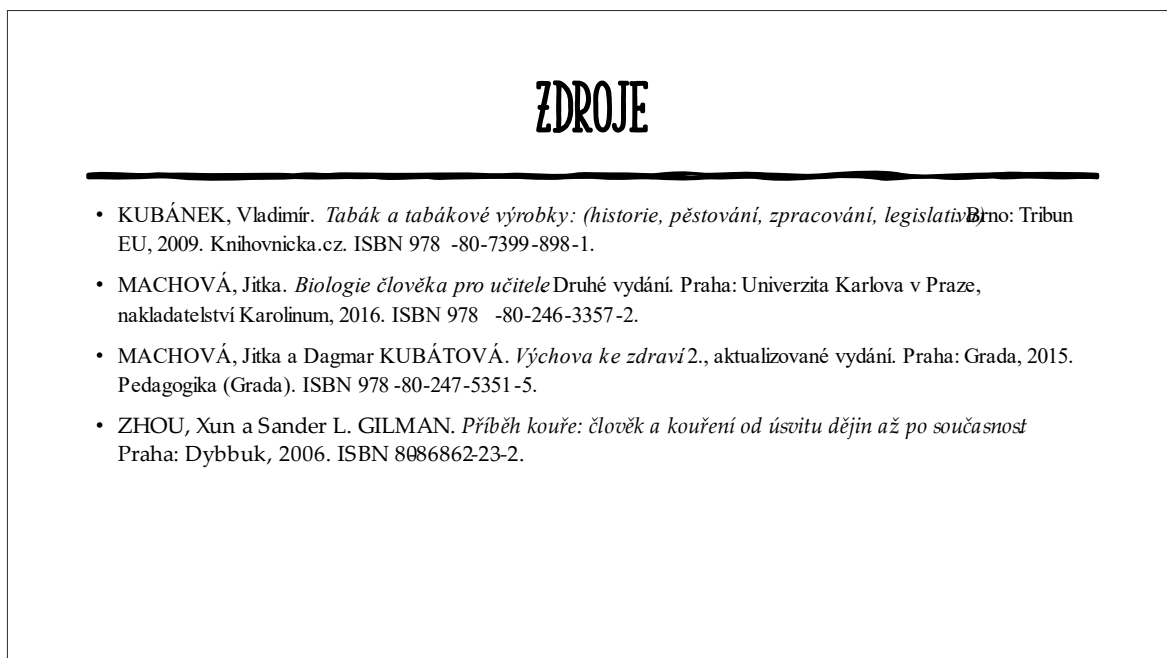 ZDROJE
• KUBÁNEK, Vladimír. Tabák a tabákové výrobky: (historie, pěstování, zpracování, legislativa). Brno: Tribun
EU, 2009. Knihovnicka.cz. ISBN 978-80-7399-898-1.
• MACHOVÁ, Jitka. Biologie člověka pro učitele. Druhé vydání. Praha: Univerzita Karlova v Praze,
nakladatelství Karolinum, 2016. ISBN 978-80-246-3357-2.
• MACHOVÁ, Jitka a Dagmar KUBÁTOVÁ. Výchova ke zdraví. 2., aktualizované vydání. Praha: Grada, 2015.
Pedagogika (Grada). ISBN 978-80-247-5351-5.
• ZHOU, Xun a Sander L. GILMAN. Příběh kouře: člověk a kouření od úsvitu dějin až po současnost.
Praha: Dybbuk, 2006. ISBN 80-86862-23-2.